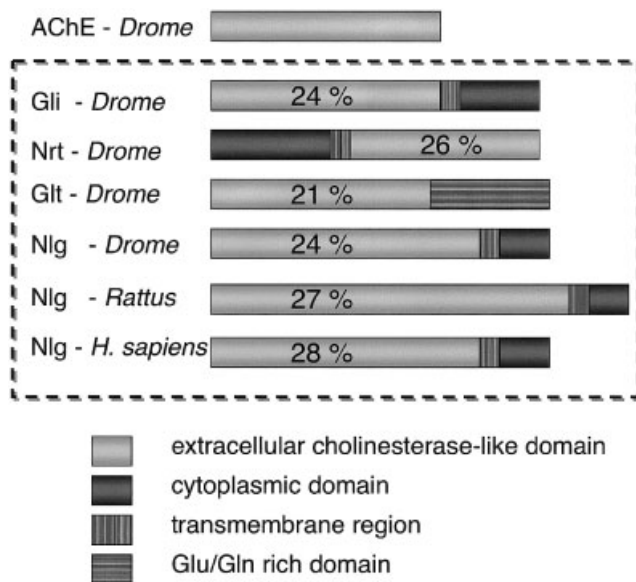 AChE - Drome
Gli - Drome 24 %
Nrt - Drome 26 %
Glt - Drome 21 %
Nlg - Drome 24 %
Nlg - Rattus 27 %
Nlg - H. sapiens 28 %
extracellular cholinesterase-like domain
cytoplasmic domain
transmembrane region
Glu/Gln rich domain